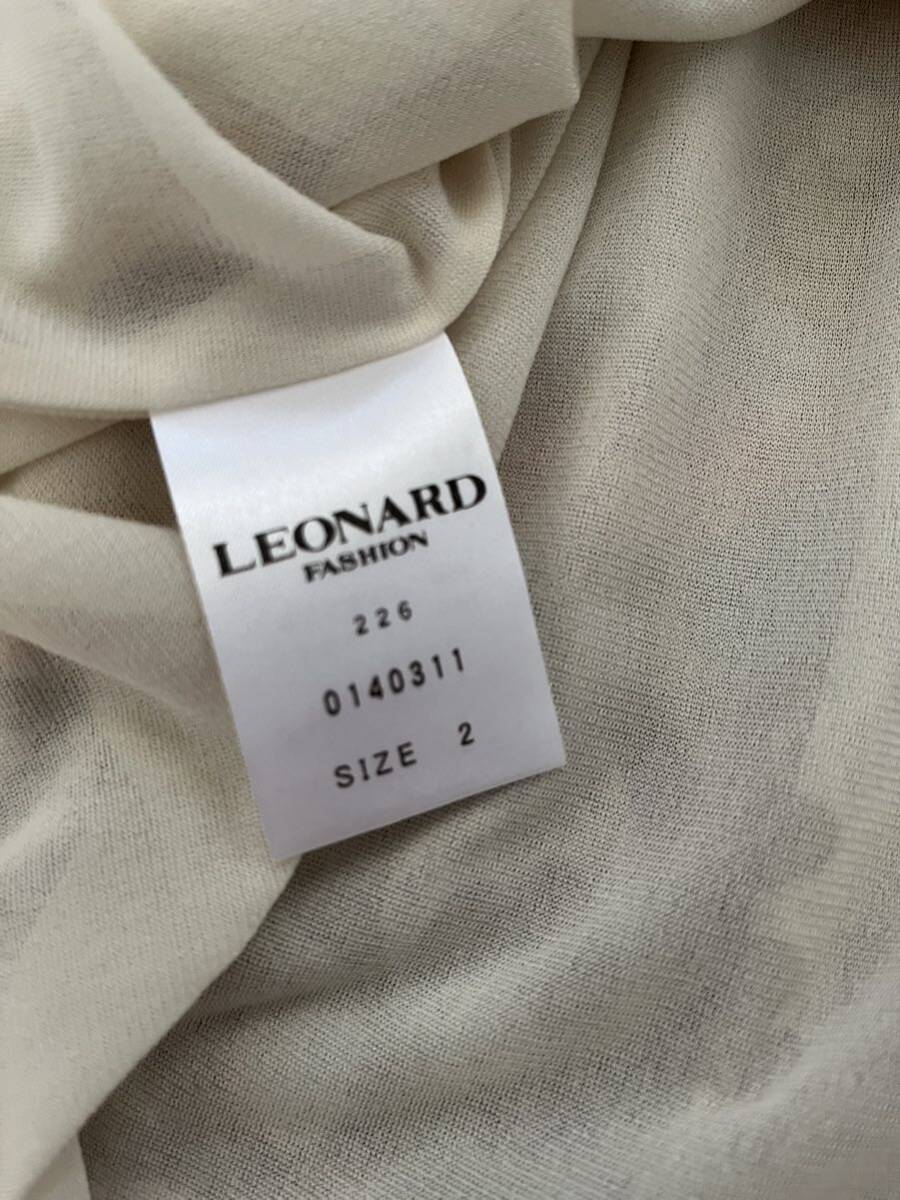 LEONARD
FASHION
226
0140311
SIZE 2